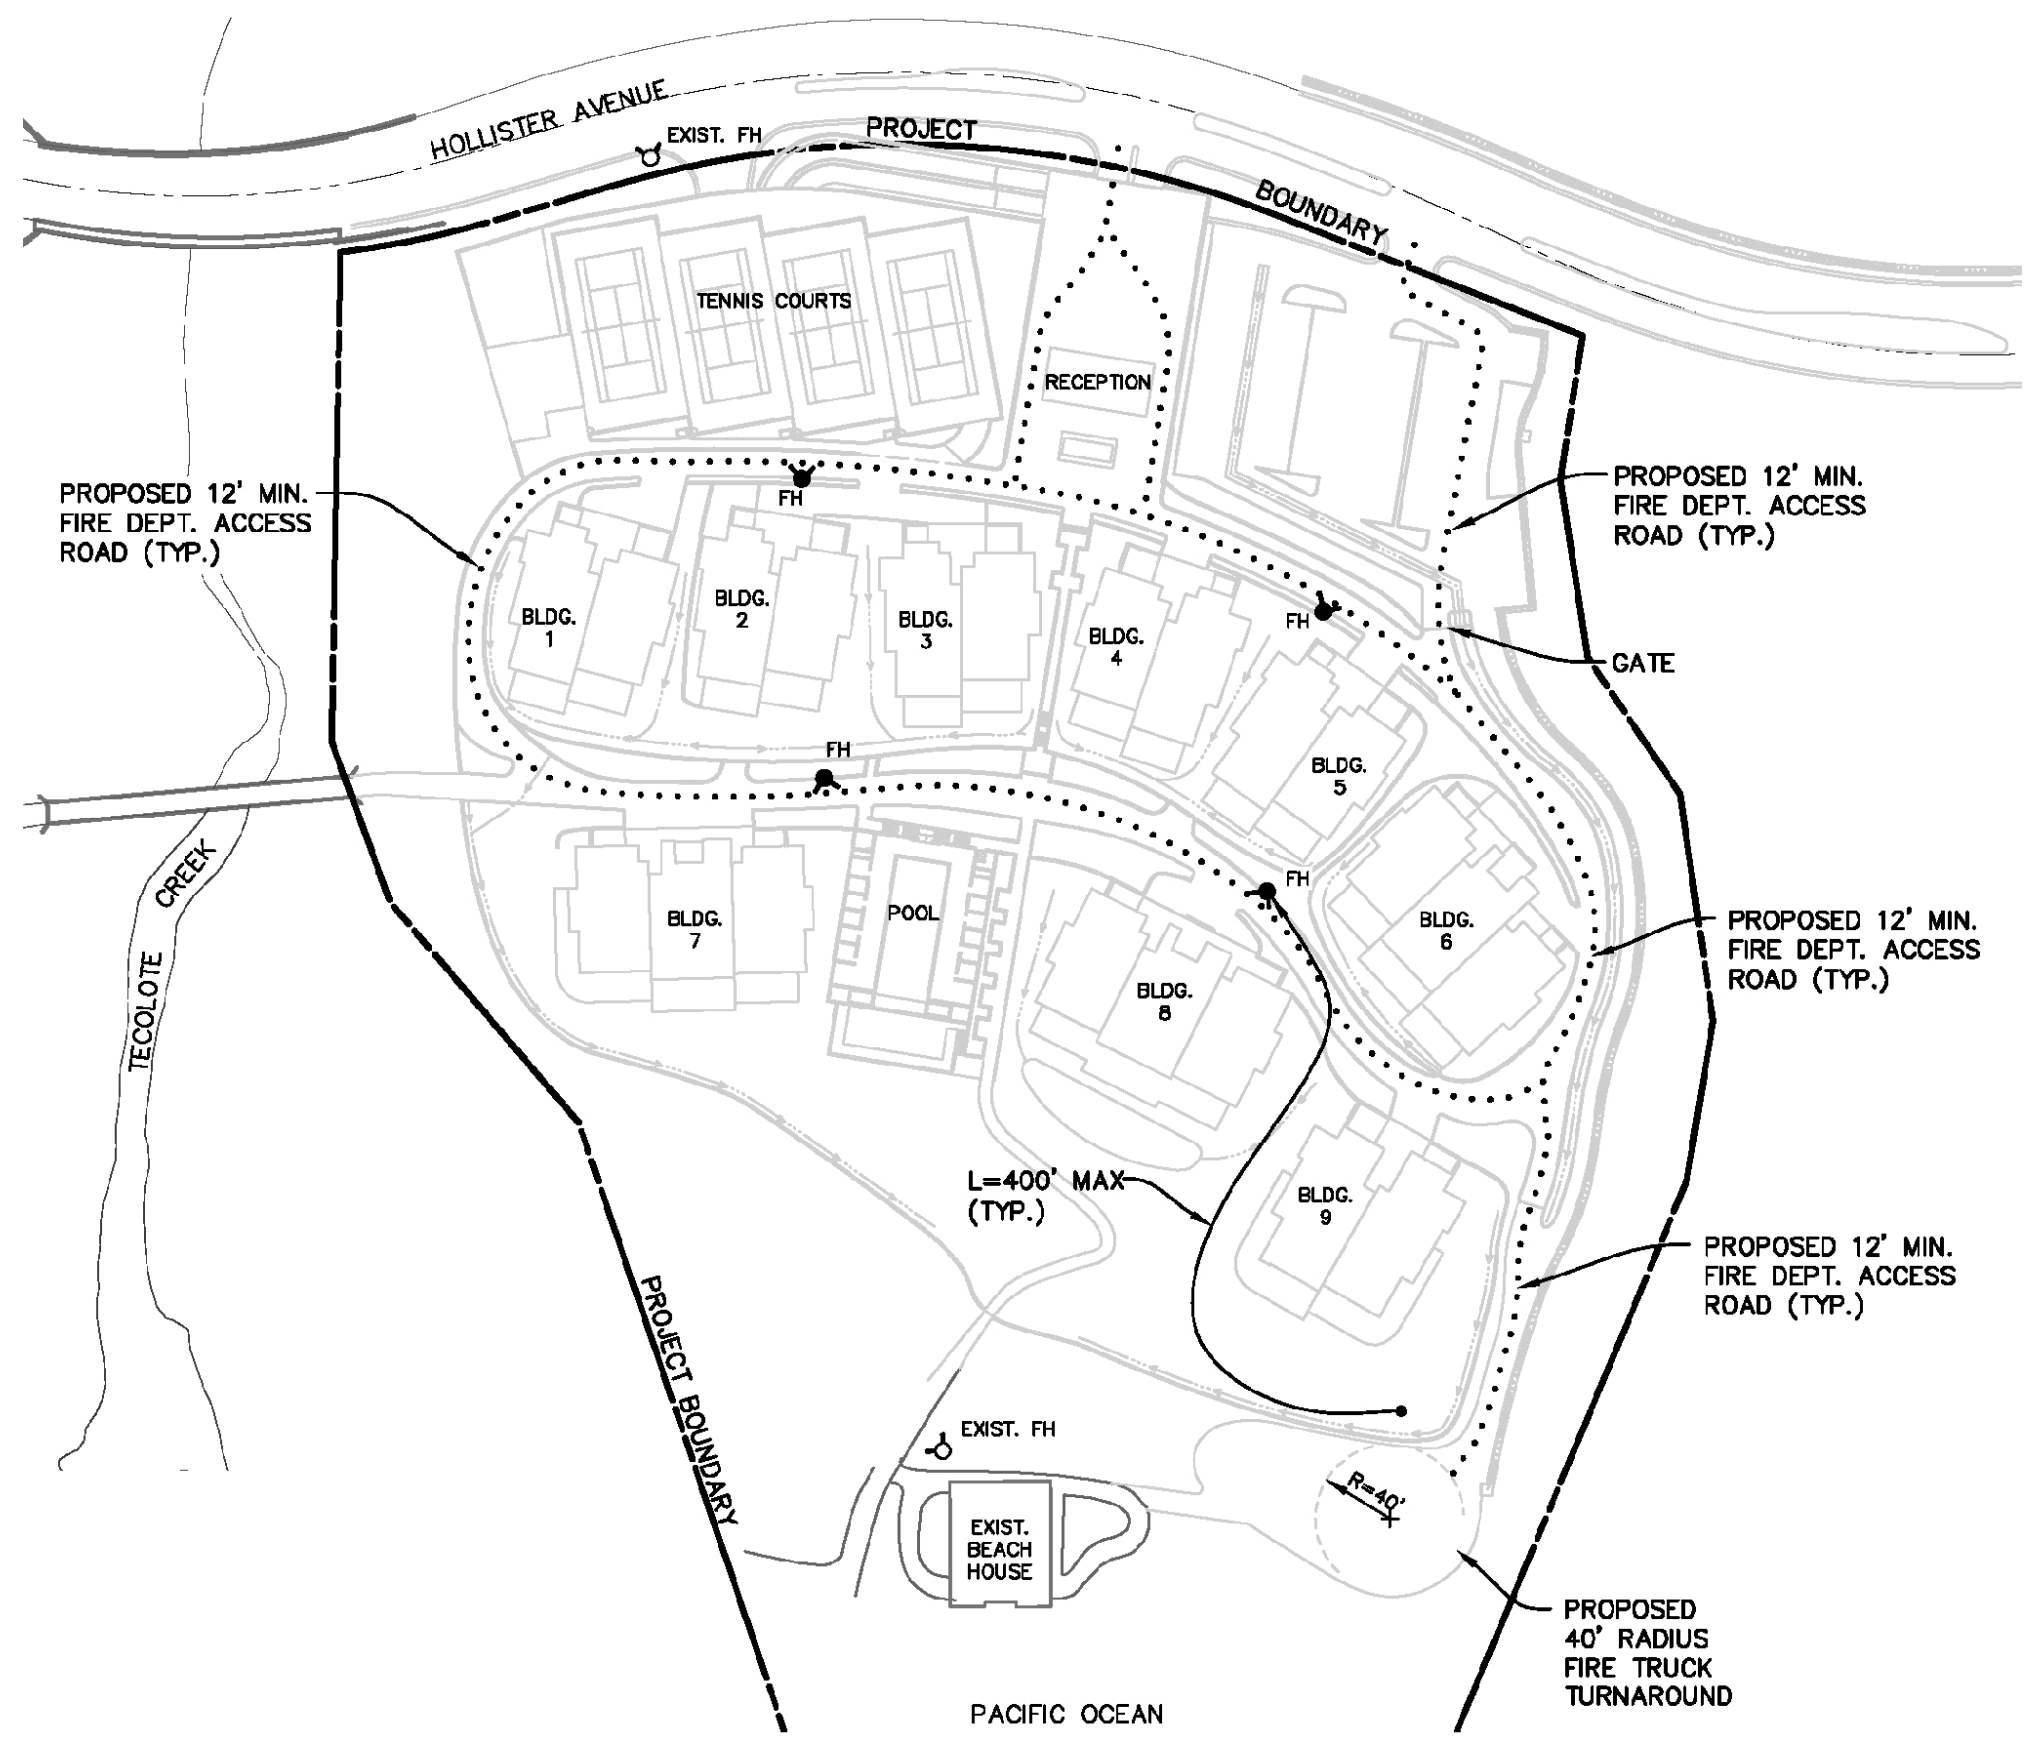 HOLLISTER AVENUE
EXIST. FH
PROJECT
BOUNDARY
TENNIS COURTS
RECEPTION
PROPOSED 12' MIN.
FIRE DEPT. ACCESS
ROAD (TYP.)
FH
PROPOSED 12' MIN.
FIRE DEPT. ACCESS
ROAD (TYP.)
BLDG.
1
BLDG.
2
BLDG.
3
BLDG.
4
FH
GATE
FH
BLDG.
5
FH
BLDG.
6
BLDG.
7
POOL
BLDG.
8
PROPOSED 12' MIN.
FIRE DEPT. ACCESS
ROAD (TYP.)
TECOLOTE
CREEK
L=400' MAX
(TYP.)
BLDG.
9
PROPOSED 12' MIN.
FIRE DEPT. ACCESS
ROAD (TYP.)
PROJECT BOUNDARY
EXIST. FH
R=40'
EXIST.
BEACH
HOUSE
PROPOSED
40' RADIUS
FIRE TRUCK
TURNAROUND
PACIFIC OCEAN